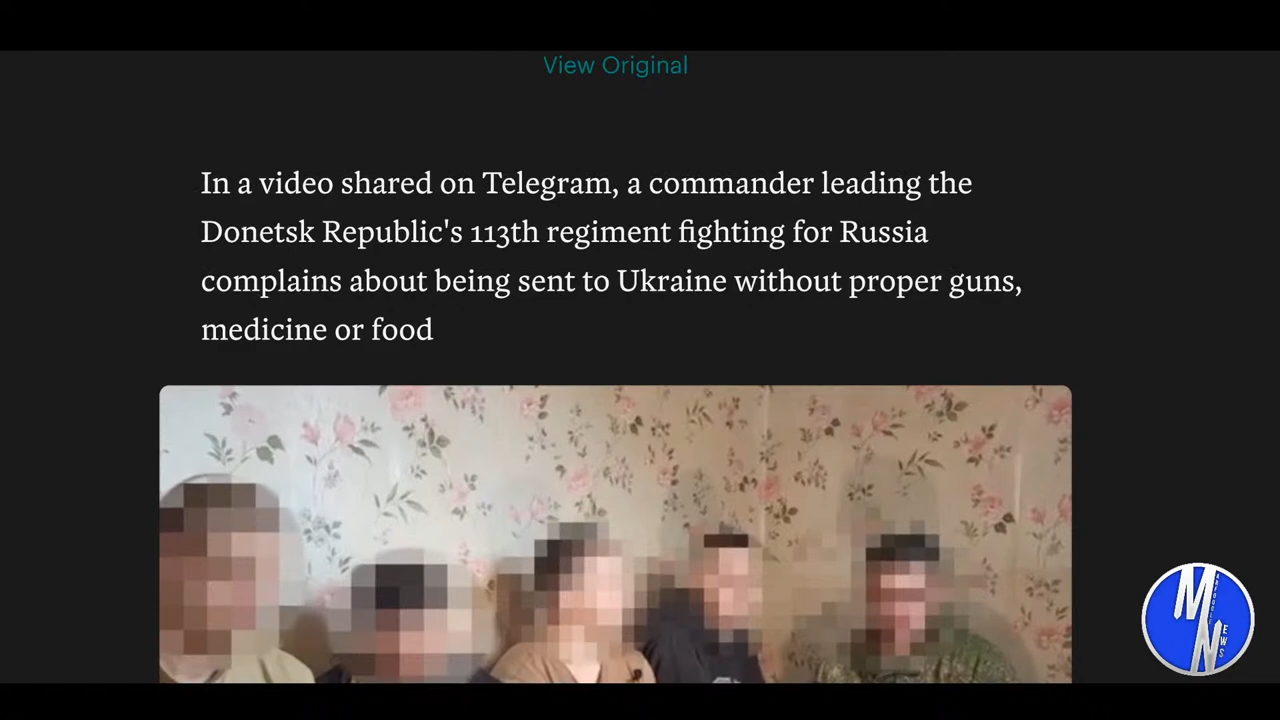 View Original
In a video shared on Telegram, a commander leading the
Donetsk Republic's 113th regiment fighting for Russia
complains about being sent to Ukraine without proper guns,
medicine or food
M
N
EWS